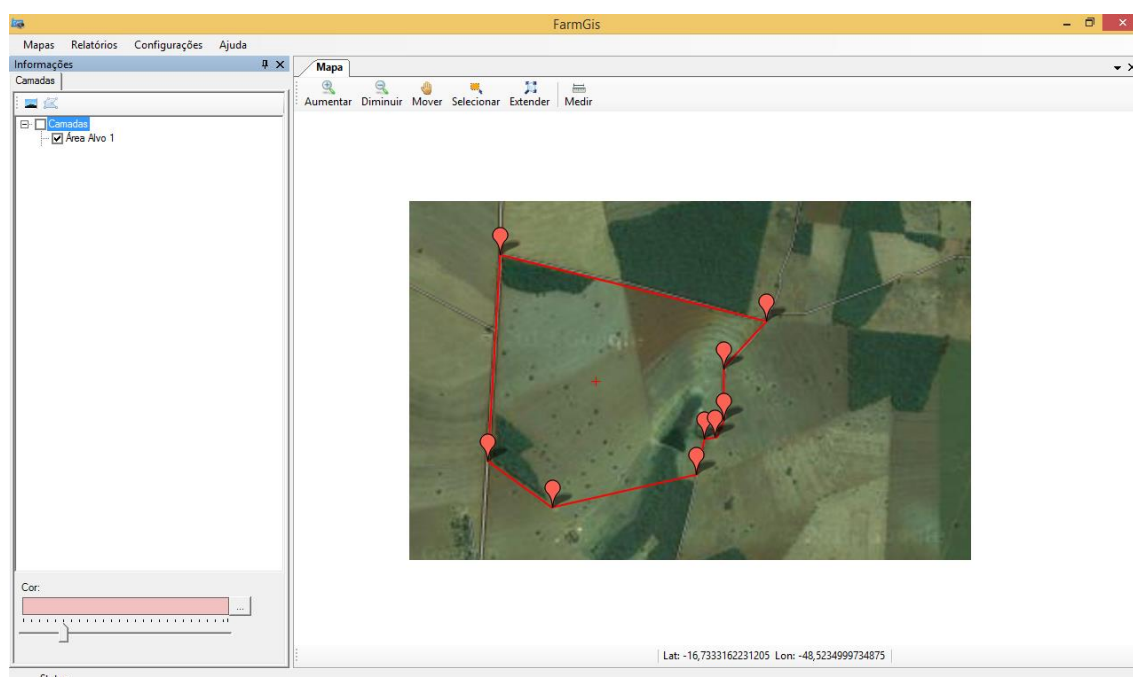 FarmGis
Mapas Relatórios Configurações Ajuda
Informações
Camadas
Camadas
Área Alvo 1
Cor:
...
Mapa
Aumentar Diminuir Mover Selecionar Extender Medir
Lat: -16,7333162231205 Lon: -48,5234999734875